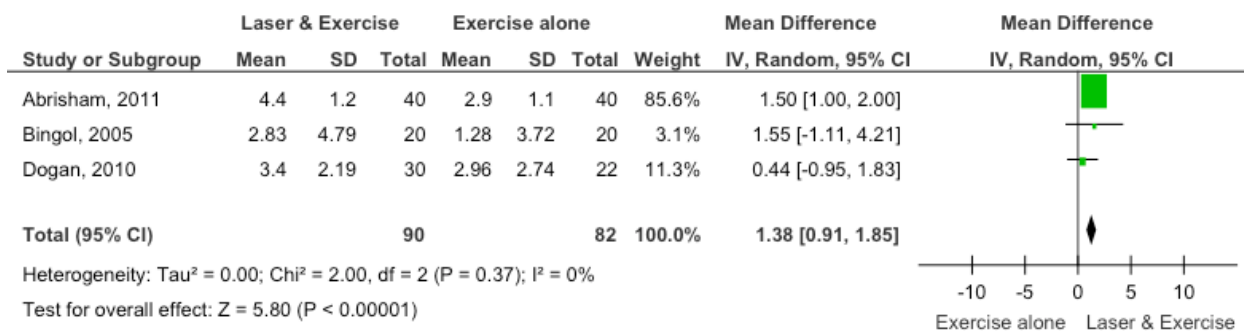 Laser & Exercise Exercise alone Mean Difference Mean Difference
Study or Subgroup Mean SD Total Mean SD Total Weight IV, Random, 95% CI IV, Random, 95% CI
Abrisham, 2011 4.4 1.2 40 2.9 1.1 40 85.6% 1.50 [1.00, 2.00]
Bingol, 2005 2.83 4.79 20 1.28 3.72 20 3.1% 1.55 [-1.11, 4.21]
Dogan, 2010 3.4 2.19 30 2.96 2.74 22 11.3% 0.44 [-0.95, 1.83]
Total (95% CI) 90 82 100.0% 1.38 [0.91, 1.85]
Heterogeneity: Tau² = 0.00; Chi² = 2.00, df = 2 (P = 0.37); I² = 0%
Test for overall effect: Z = 5.80 (P < 0.00001)
-10 -5 0 5 10
Exercise alone Laser & Exercise